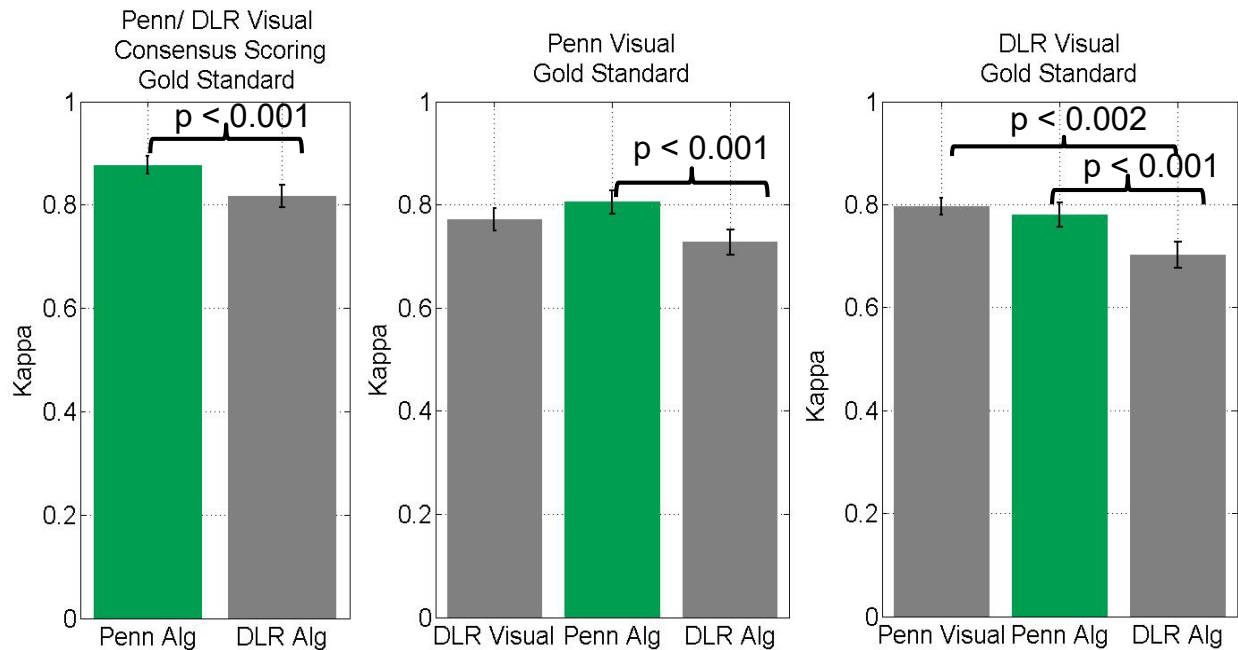 Penn/ DLR Visual
Consensus Scoring
Gold Standard
p < 0.001
1
0.8
0.6
0.4
0.2
0
Kappa
Penn Alg
DLR Alg
Penn Visual
Gold Standard
p < 0.001
1
0.8
0.6
0.4
0.2
0
Kappa
DLR Visual
Penn Alg
DLR Alg
DLR Visual
Gold Standard
p < 0.002
p < 0.001
1
0.8
0.6
0.4
0.2
0
Kappa
Penn Visual
Penn Alg
DLR Alg